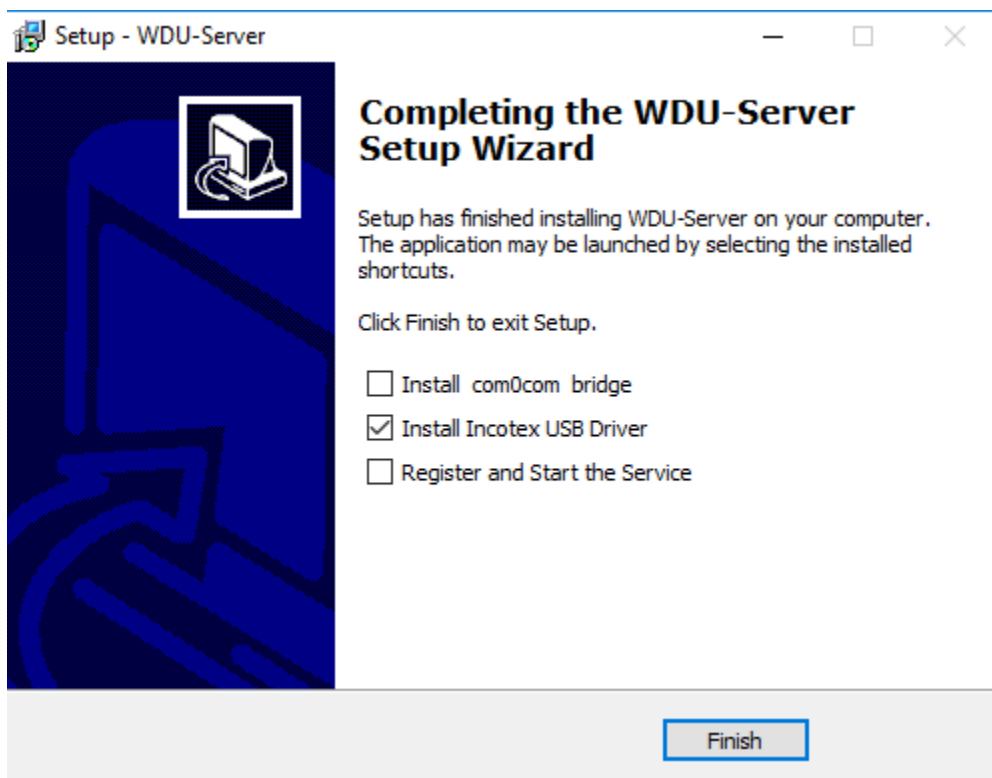 Setup - WDU-Server
Completing the WDU-Server
Setup Wizard
Setup has finished installing WDU-Server on your computer.
The application may be launched by selecting the installed
shortcuts.
Click Finish to exit Setup.
Install com0com bridge
Install Incotex USB Driver
Register and Start the Service
Finish